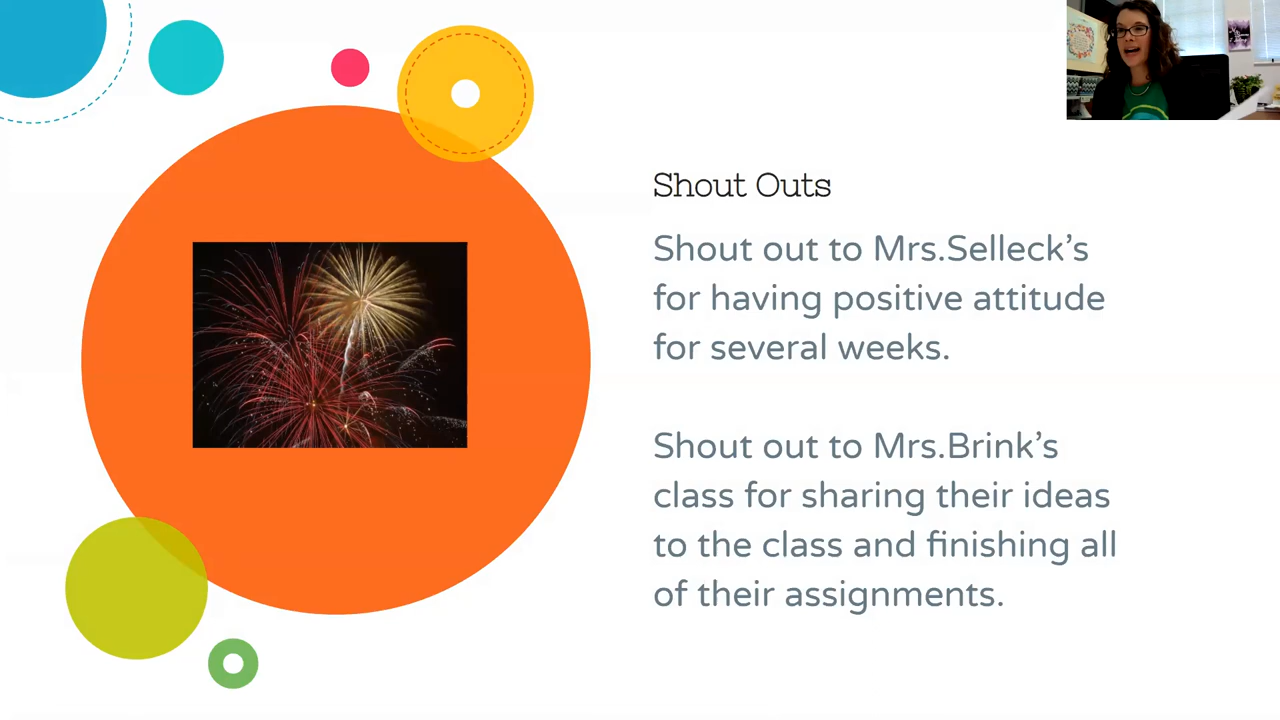 Shout Outs
Shout out to Mrs.Selleck’s
for having positive attitude
for several weeks.
Shout out to Mrs.Brink’s
class for sharing their ideas
to the class and finishing all
of their assignments.